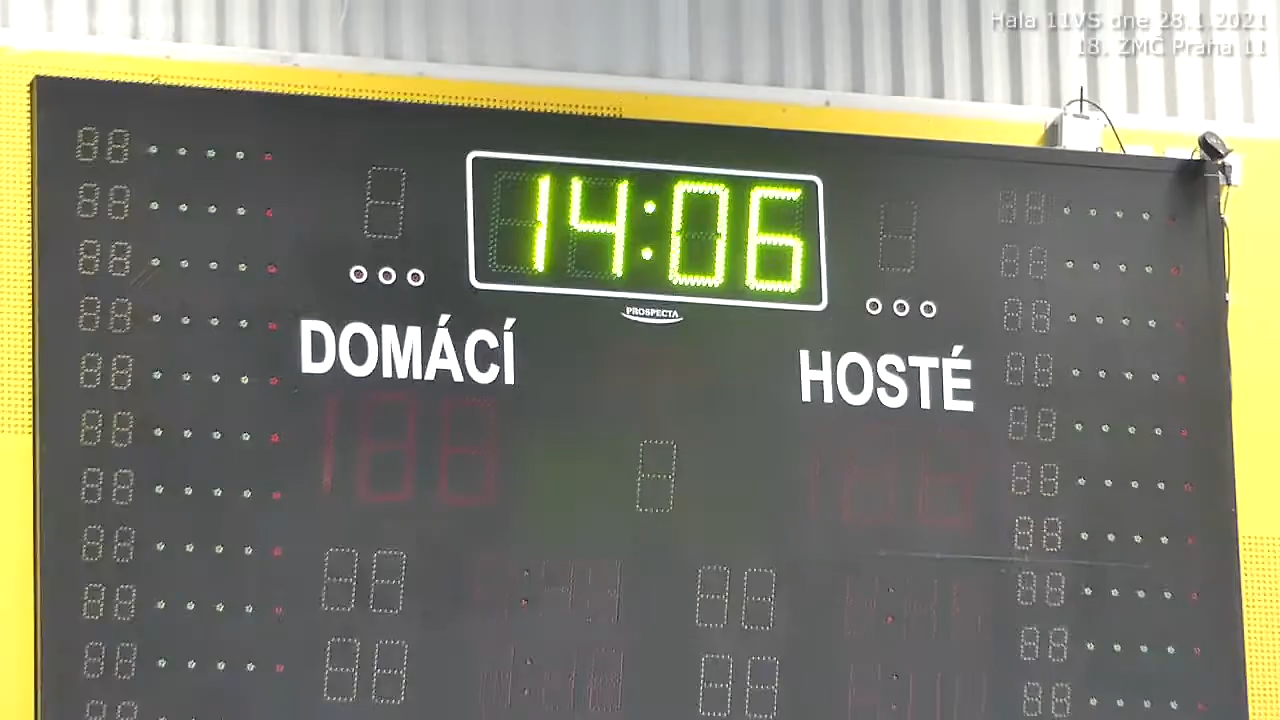 Hala 11VS dne 28.1.2021
18. ZMČ Praha 11
14:06
PROSPECTA
DOMÁCÍ
HOSTÉ